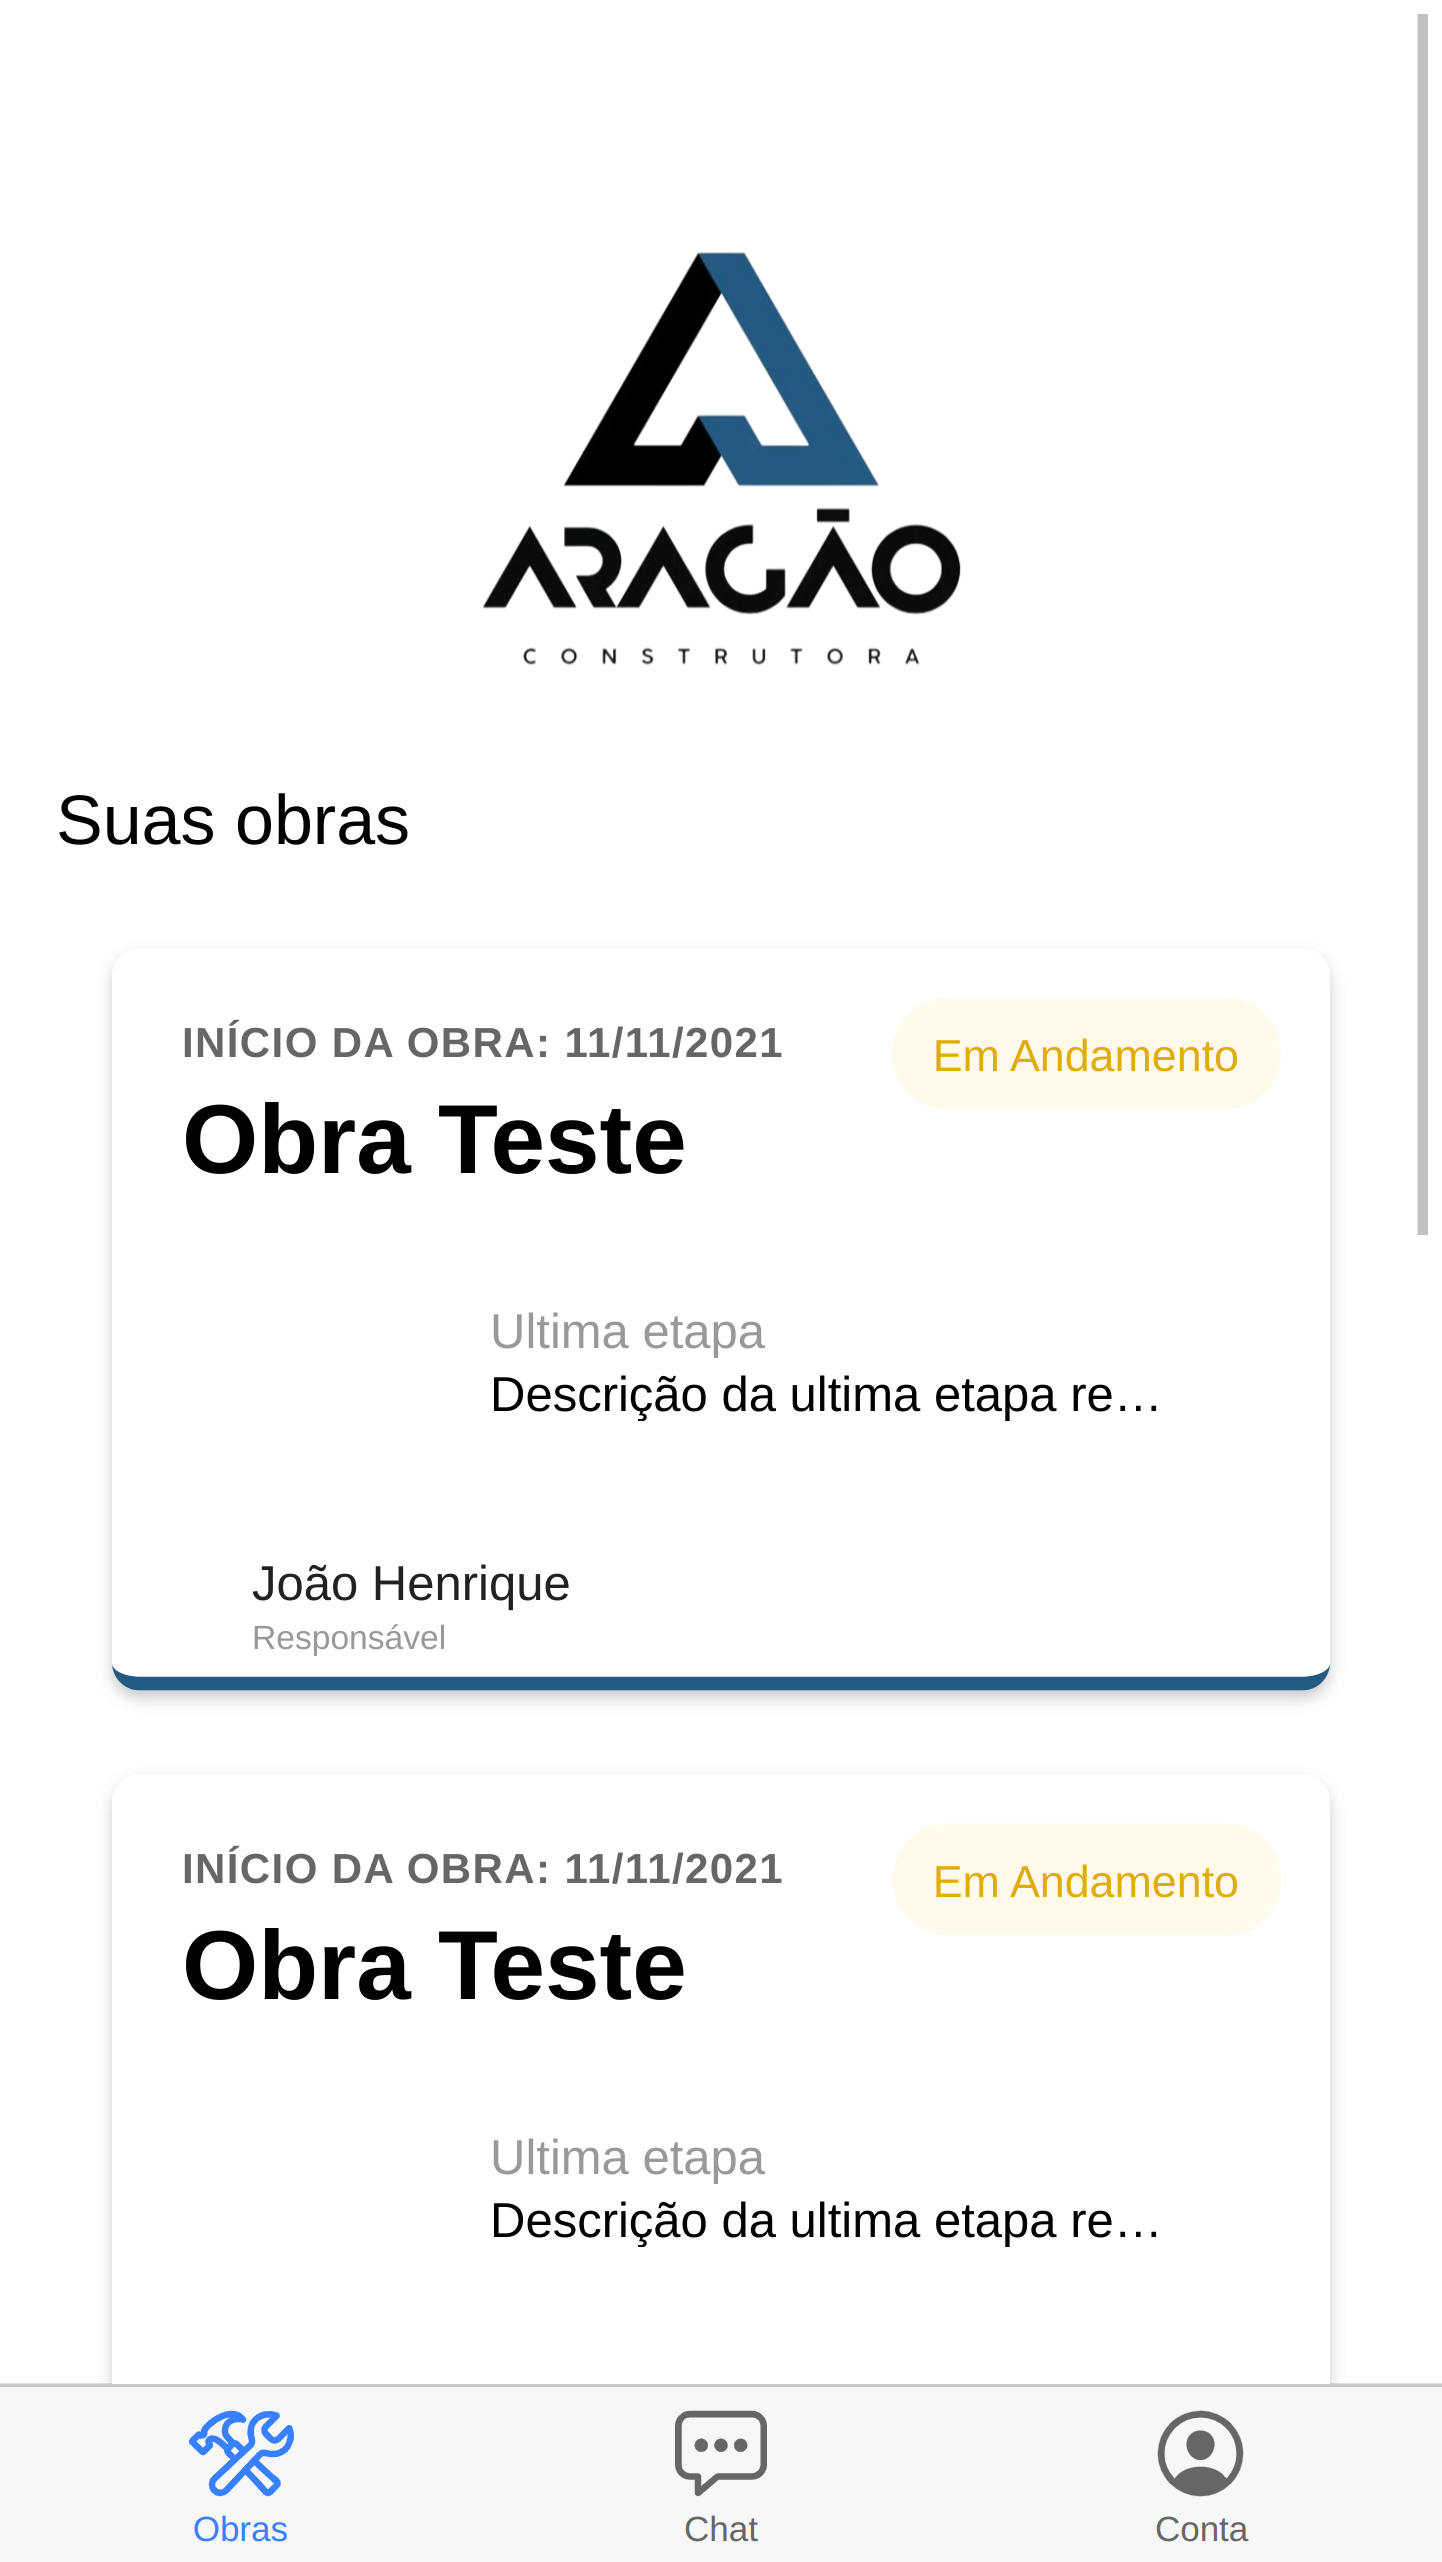 ARAGÃO
CONSTRUTORA
Suas obras
INÍCIO DA OBRA: 11/11/2021
Em Andamento
Obra Teste
Ultima etapa
Descrição da ultima etapa re...
João Henrique
Responsável
INÍCIO DA OBRA: 11/11/2021
Em Andamento
Obra Teste
Ultima etapa
Descrição da ultima etapa re...
Obras
Chat
Conta